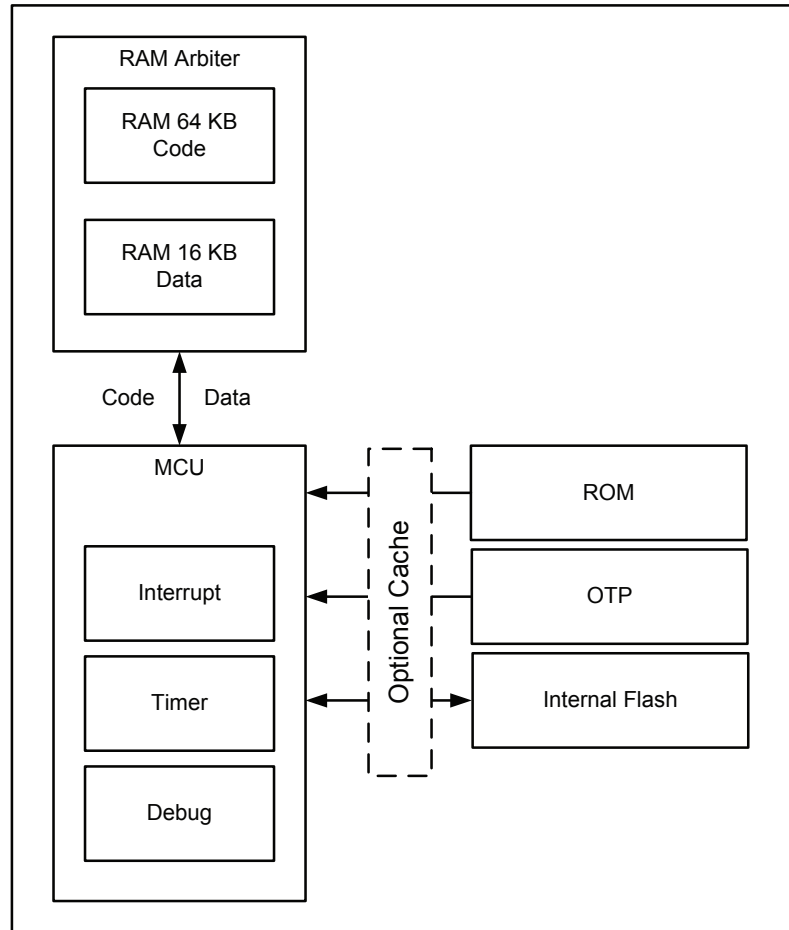 RAM Arbiter
RAM 64 KB
Code
RAM 16 KB
Data
Code Data
MCU
Interrupt
Timer
Debug
Optional Cache
ROM
OTP
Internal Flash